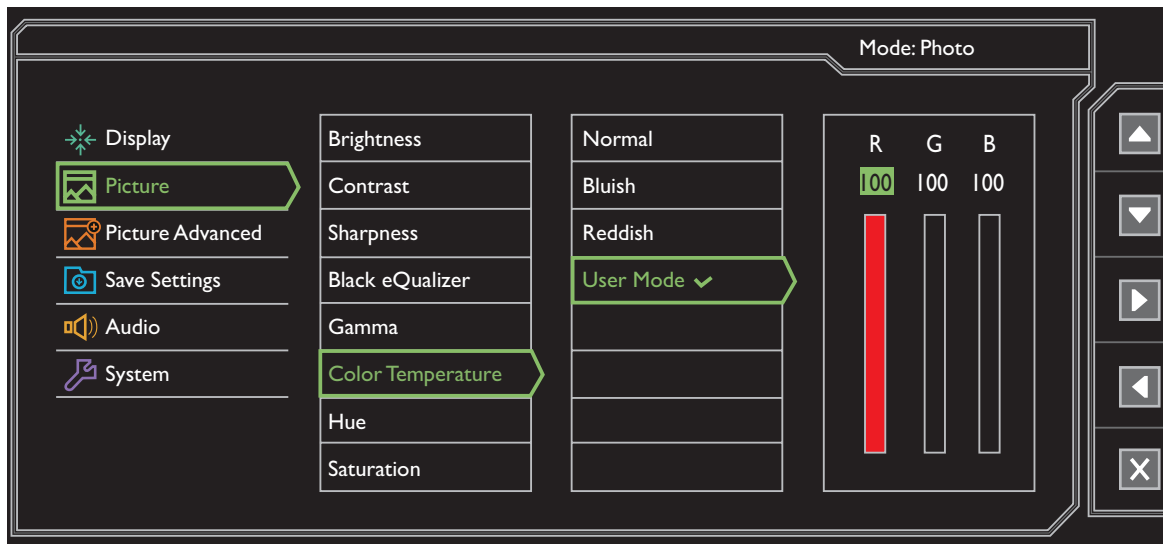 Mode: Photo
Display
Picture
Picture Advanced
Save Settings
Audio
System
Brightness
Contrast
Sharpness
Black eQualizer
Gamma
Color Temperature
Hue
Saturation
Normal
Bluish
Reddish
User Mode
R G B
100 100 100